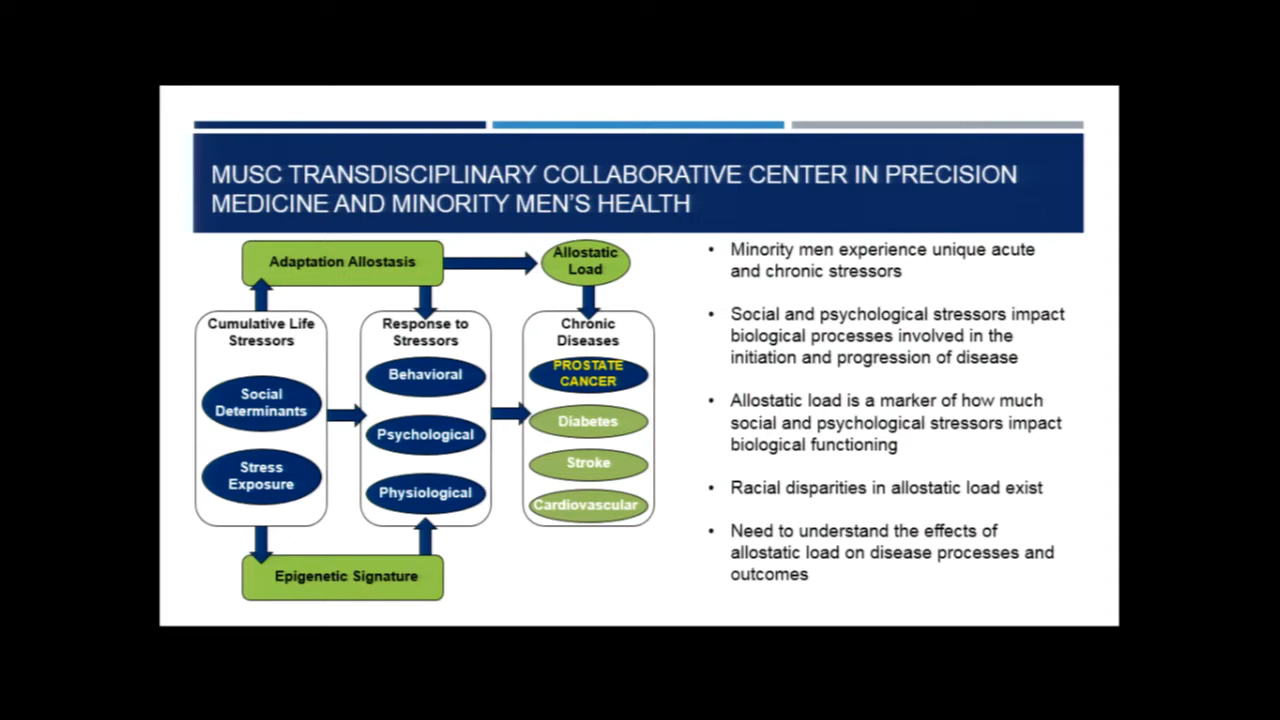 MUSC TRANSDISCIPLINARY COLLABORATIVE CENTER IN PRECISION
MEDICINE AND MINORITY MEN'S HEALTH
Adaptation Allostasis
Allostatic
Load
Cumulative Life
Stressors
Social
Determinants
Stress
Exposure
Response to
Stressors
Behavioral
Psychological
Physiological
Chronic
Diseases
PROSTATE
CANCER
Diabetes
Stroke
Cardiovascular
Epigenetic Signature
• Minority men experience unique acute
and chronic stressors
• Social and psychological stressors impact
biological processes involved in the
initiation and progression of disease
• Allostatic load is a marker of how much
social and psychological stressors impact
biological functioning
• Racial disparities in allostatic load exist
• Need to understand the effects of
allostatic load on disease processes and
outcomes